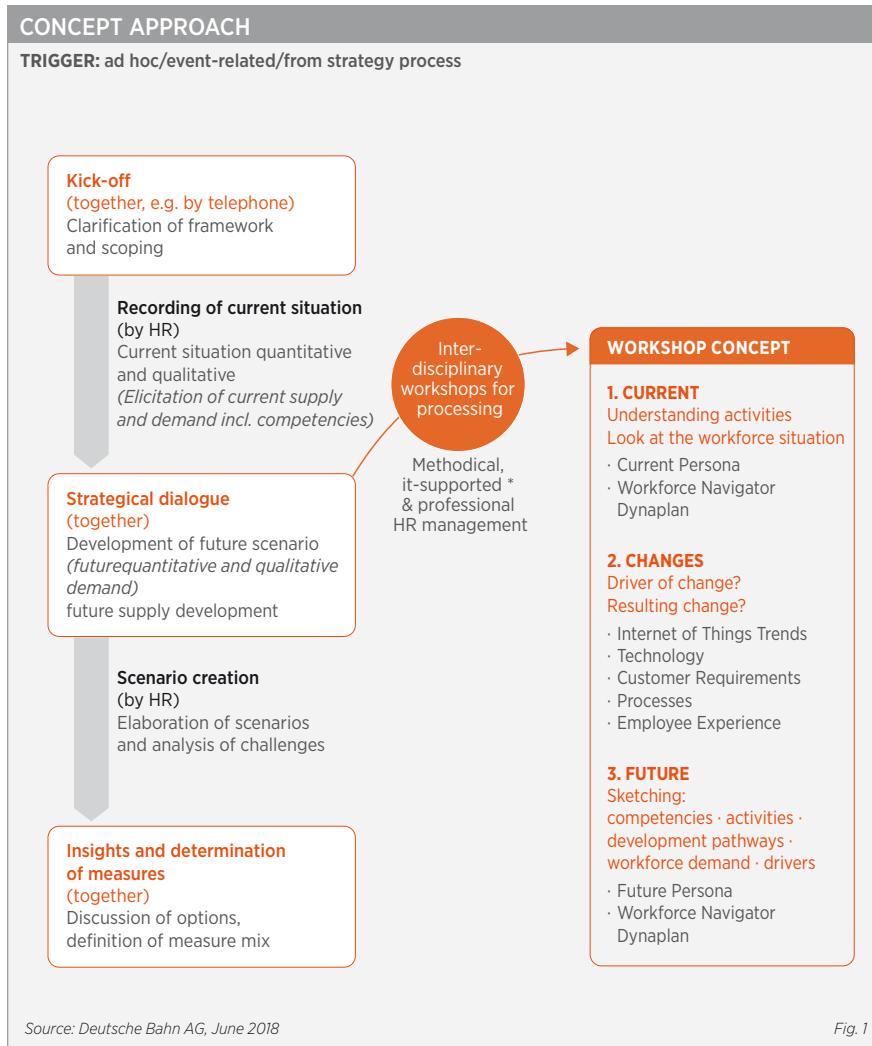 CONCEPT APPROACH
TRIGGER: ad hoc/event-related/from strategy process
Kick-off
(together, e.g. by telephone)
Clarification of framework
and scoping
Recording of current situation
(by HR)
Current situation quantitative
and qualitative
(Elicitation of current supply
and demand incl. competencies)
Strategical dialogue
(together)
Development of future scenario
(futurequantitative and qualitative
demand)
future supply development
Scenario creation
(by HR)
Elaboration of scenarios
and analysis of challenges
Insights and determination
of measures
(together)
Discussion of options,
definition of measure mix
Inter-
disciplinary
workshops for
processing
Methodical,
it-supported *
& professional
HR management
WORKSHOP CONCEPT
1. CURRENT
Understanding activities
Look at the workforce situation
· Current Persona
· Workforce Navigator
Dynaplan
2. CHANGES
Driver of change?
Resulting change?
· Internet of Things Trends
· Technology
· Customer Requirements
· Processes
· Employee Experience
3. FUTURE
Sketching:
competencies · activities ·
development pathways ·
workforce demand · drivers
· Future Persona
· Workforce Navigator
Dynaplan
Source: Deutsche Bahn AG, June 2018
Fig. 1